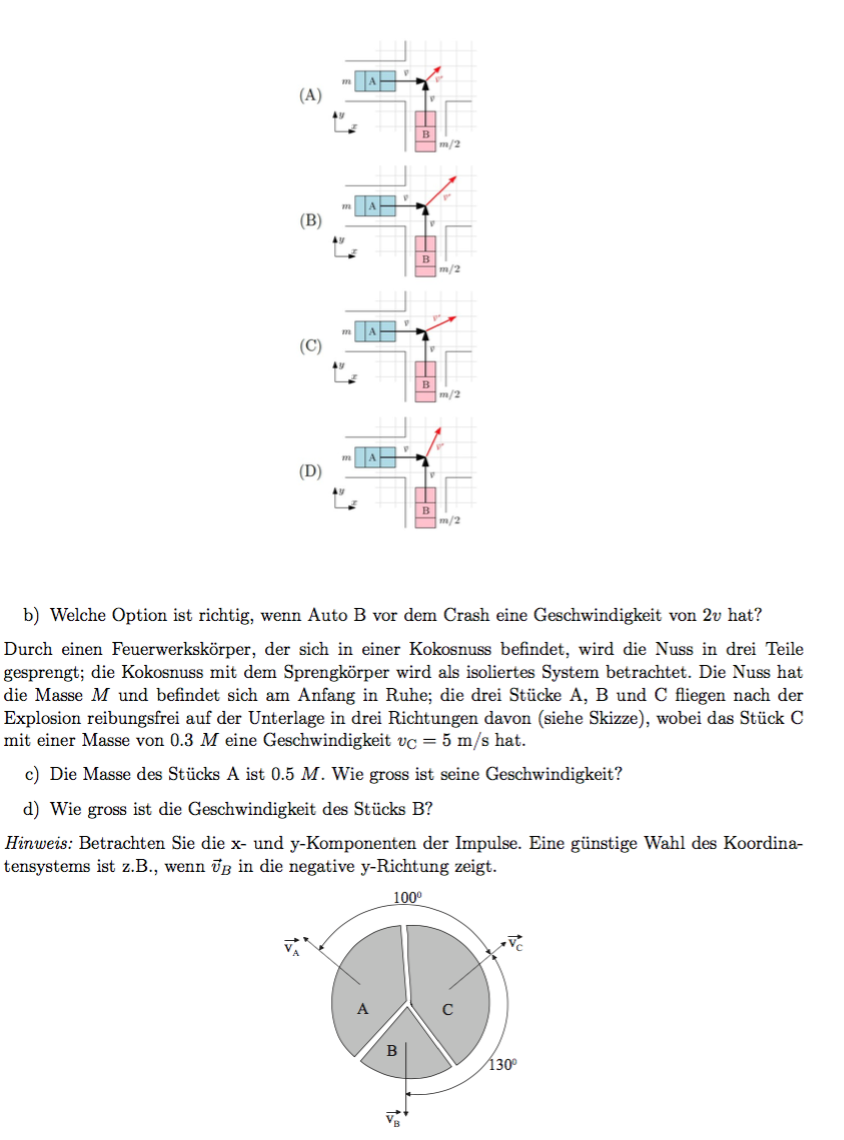 (A)
m A v v'
y x
v
B
m/2
(B)
m A v v'
y x
v
B
m/2
(C)
m A v v'
y x
v
B
m/2
(D)
m A v v'
y x
v
B
m/2
b) Welche Option ist richtig, wenn Auto B vor dem Crash eine Geschwindigkeit von 2v hat?
Durch einen Feuerwerkskörper, der sich in einer Kokosnuss befindet, wird die Nuss in drei Teile
gesprengt; die Kokosnuss mit dem Sprengkörper wird als isoliertes System betrachtet. Die Nuss hat
die Masse M und befindet sich am Anfang in Ruhe; die drei Stücke A, B und C fliegen nach der
Explosion reibungsfrei auf der Unterlage in drei Richtungen davon (siehe Skizze), wobei das Stück C
mit einer Masse von 0.3 M eine Geschwindigkeit v_C = 5 m/s hat.
c) Die Masse des Stücks A ist 0.5 M. Wie gross ist seine Geschwindigkeit?
d) Wie gross ist die Geschwindigkeit des Stücks B?
Hinweis: Betrachten Sie die x- und y-Komponenten der Impulse. Eine günstige Wahl des Koordina-
tensystems ist z.B., wenn v⃗_B in die negative y-Richtung zeigt.
100°
v⃗_A v⃗_C
A C
B
130°
v⃗_B